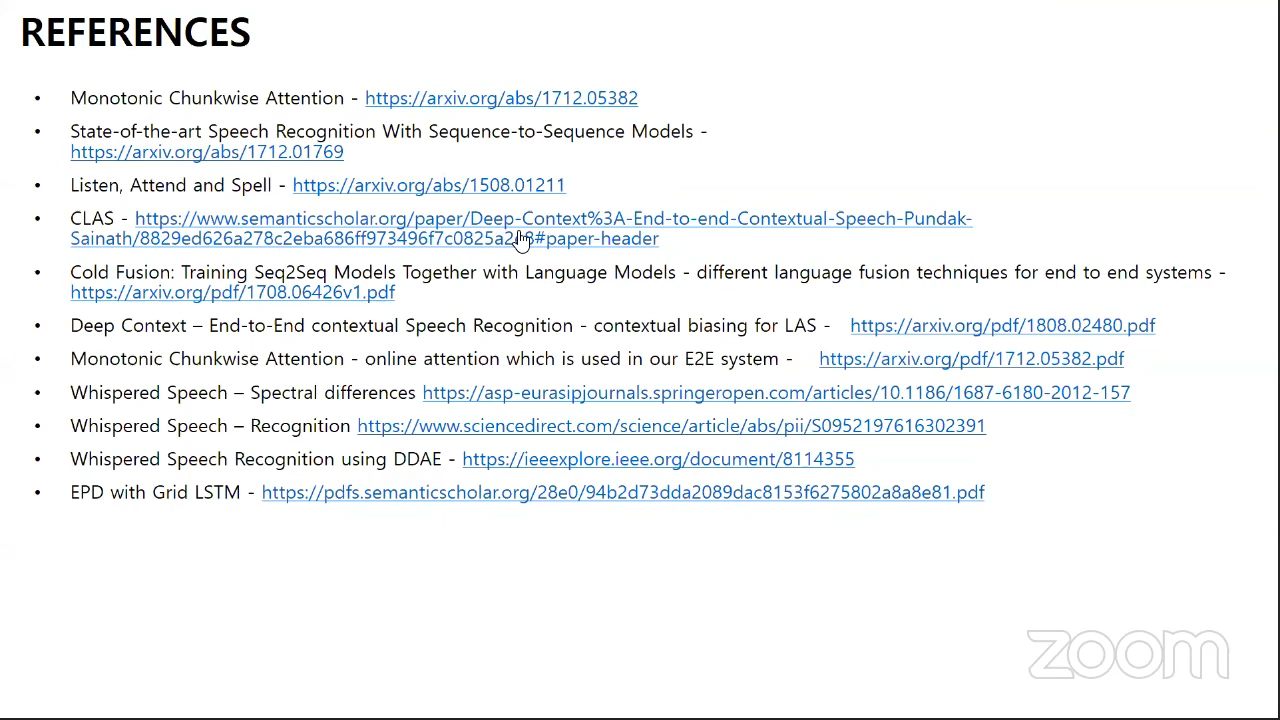 REFERENCES
• Monotonic Chunkwise Attention - https://arxiv.org/abs/1712.05382
• State-of-the-art Speech Recognition With Sequence-to-Sequence Models -
https://arxiv.org/abs/1712.01769
• Listen, Attend and Spell - https://arxiv.org/abs/1508.01211
• CLAS - https://www.semanticscholar.org/paper/Deep-Context%3A-End-to-end-Contextual-Speech-Pundak-
#paper-header
• Cold Fusion: Training Seq2Seq Models Together with Language Models - different language fusion techniques for end to end systems -
https://arxiv.org/pdf/1708.06426v1.pdf
• Deep Context – End-to-End contextual Speech Recognition - contextual biasing for LAS - https://arxiv.org/pdf/1808.02480.pdf
• Monotonic Chunkwise Attention - online attention which is used in our E2E system - https://arxiv.org/pdf/1712.05382.pdf
• Whispered Speech – Spectral differences https://asp-eurasipjournals.springeropen.com/articles/10.1186/1687-6180-2012-157
• Whispered Speech – Recognition https://www.sciencedirect.com/science/article/abs/pii/S0952197616302391
• Whispered Speech Recognition using DDAE - https://ieeexplore.ieee.org/document/8114355
• EPD with Grid LSTM - https://pdfs.semanticscholar.org/28e0/94b2d73dda2089dac8153f6275802a8a8e81.pdf
zoom